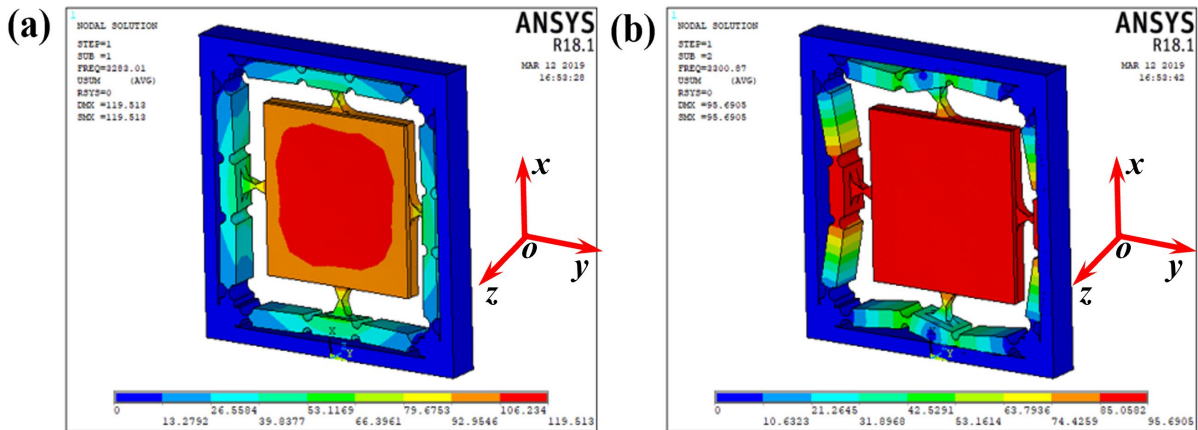 (a)
1
NODAL SOLUTION
STEP=1
SUB =1
FREQ=2283.01
USUM (AVG)
RSYS=0
DMX =119.513
SMX =119.513
ANSYS
R18.1
MAR 12 2019
16:53:28
x
o
y
z
X
Y
0 26.5584 53.1169 79.6753 106.234
13.2792 39.8377 66.3961 92.9546 119.513
(b)
1
NODAL SOLUTION
STEP=1
SUB =2
FREQ=3300.87
USUM (AVG)
RSYS=0
DMX =95.6905
SMX =95.6905
ANSYS
R18.1
MAR 12 2019
16:53:42
x
o
y
z
X
Y
0 21.2645 42.5291 63.7936 85.0582
10.6323 31.8968 53.1614 74.4259 95.6905